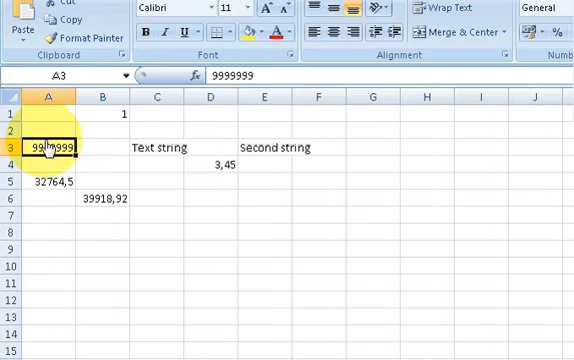 Cut
Calibri 11 A A Wrap Text General
Copy
Paste Format Painter B I U A Merge & Center %
Clipboard Font Alignment Numb
A3 fx 9999999
A B C D E F G H I J
1 1
2
3 Text string Second string
4 3,45
5 32764,5
6 39918,92
7
8
9
10
11
12
13
14
15